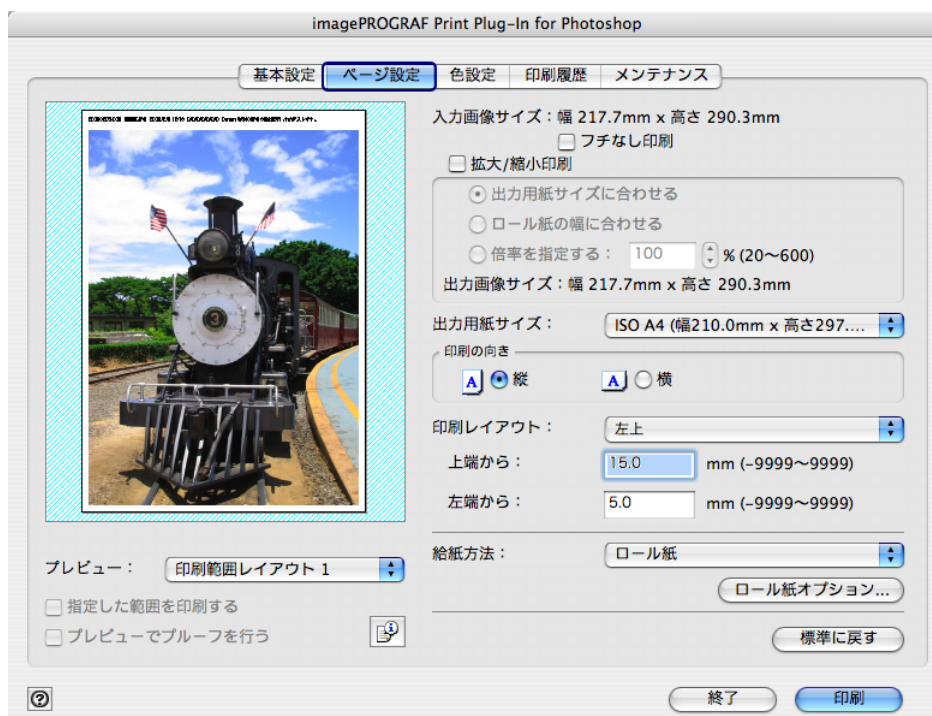 imagePROGRAF Print Plug-In for Photoshop
基本設定 ページ設定 色設定 印刷履歴 メンテナンス
入力画像サイズ：幅 217.7mm x 高さ 290.3mm
フチなし印刷
拡大/縮小印刷
出力用紙サイズに合わせる
ロール紙の幅に合わせる
倍率を指定する： 100 % (20〜600)
出力画像サイズ：幅 217.7mm x 高さ 290.3mm
出力用紙サイズ： ISO A4 (幅210.0mm x 高さ297....
印刷の向き
A 縦 A 横
印刷レイアウト： 左上
上端から： 15.0 mm (-9999〜9999)
左端から： 5.0 mm (-9999〜9999)
給紙方法： ロール紙
ロール紙オプション...
標準に戻す
3
プレビュー： 印刷範囲レイアウト 1
指定した範囲を印刷する
プレビューでプルーフを行う
? 終了 印刷